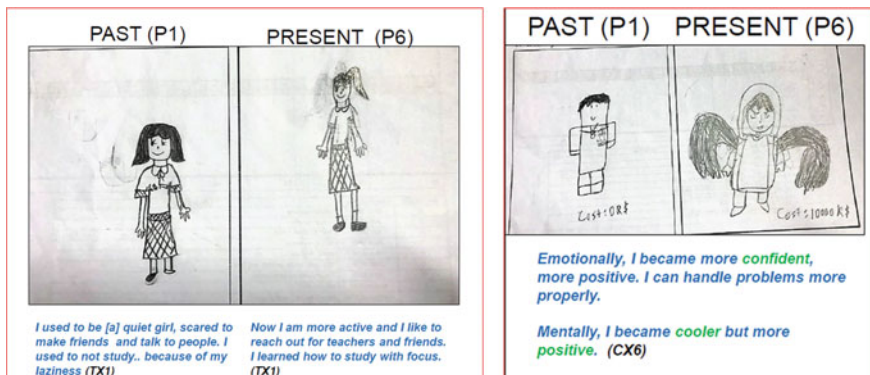 PAST (P1)
PRESENT (P6)
I used to be [a] quiet girl, scared to
make friends and talk to people. I
used to not study.. because of my
laziness (TX1)
Now I am more active and I like to
reach out for teachers and friends.
I learned how to study with focus.
(TX1)
PAST (P1)
PRESENT (P6)
Cost: 0R$
Cost: 10000 R$
Emotionally, I became more confident,
more positive. I can handle problems more
properly.
Mentally, I became cooler but more
positive. (CX6)